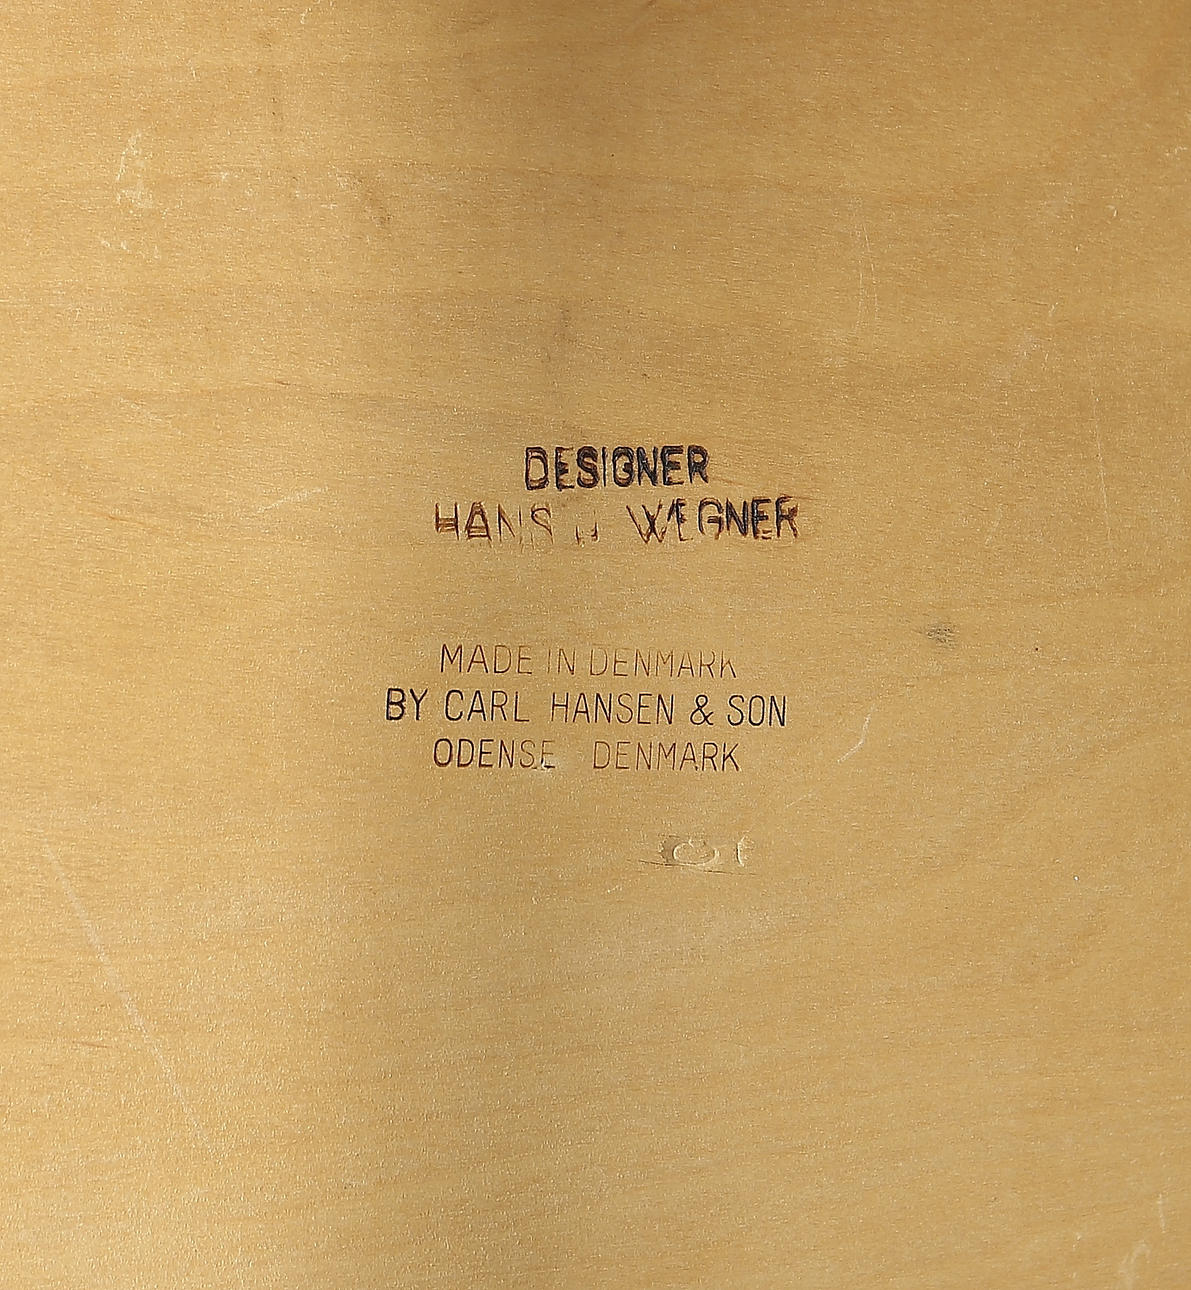 DESIGNER
HANS J WEGNER
MADE IN DENMARK
BY CARL HANSEN & SON
ODENSE DENMARK